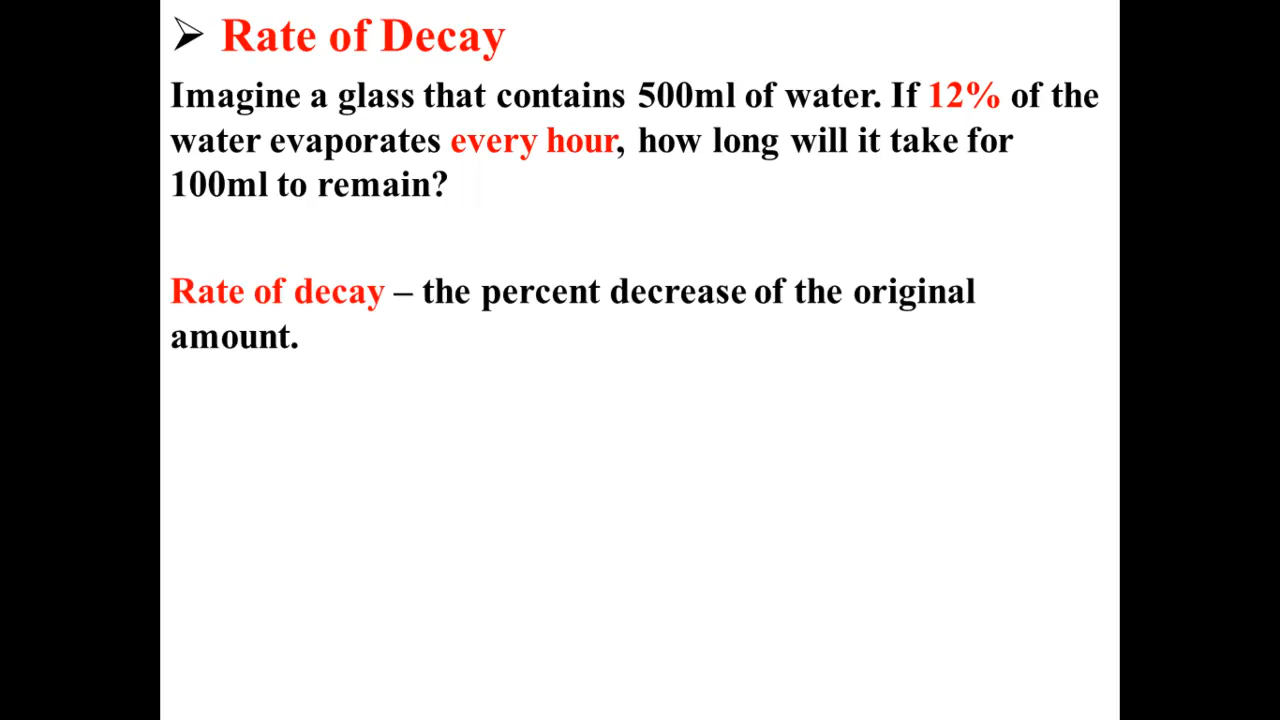 ➢ Rate of Decay
Imagine a glass that contains 500ml of water. If 12% of the
water evaporates every hour, how long will it take for
100ml to remain?
Rate of decay – the percent decrease of the original
amount.